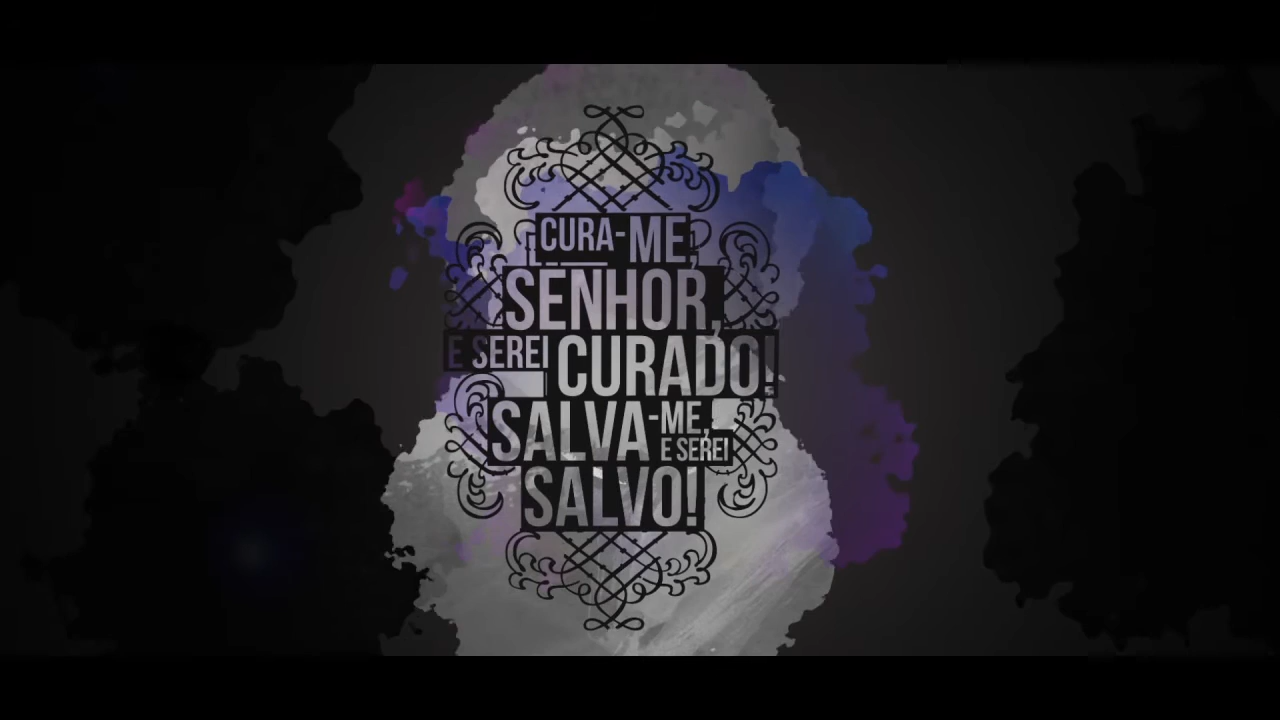 CURA-ME,
SENHOR,
E SEREI CURADO!
SALVA-ME,
E SEREI
SALVO!